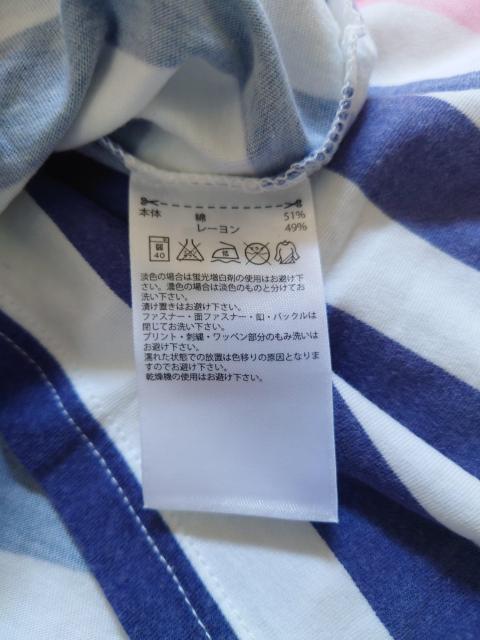 本体 綿 51%
レーヨン 49%
弱 40 エンソサラシ 低
淡色の場合は蛍光増白剤の使用はお避け下
さい。濃色の場合は淡色のものと分けてお
洗い下さい。
漬け置きはお避け下さい。
ファスナー・面ファスナー・釦・バックルは
閉じてお洗い下さい。
プリント・刺繍・ワッペン部分のもみ洗いは
お避け下さい。
濡れた状態での放置は色移りの原因となりま
すのでお避け下さい。
乾燥機の使用はお避け下さい。